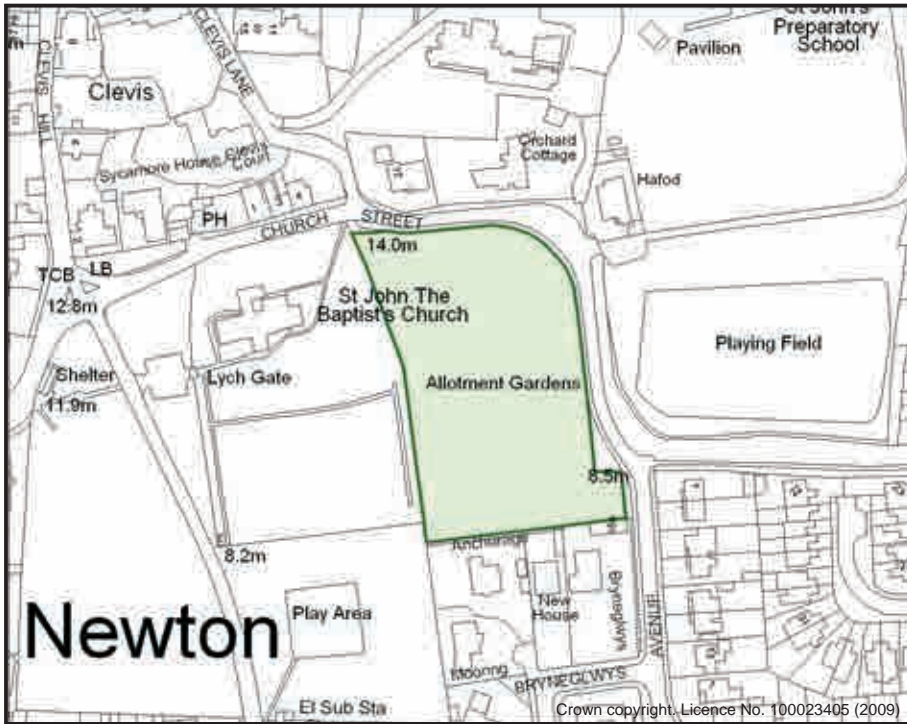 St John's
Preparatory
School
Pavilion
CLEVIS LANE
Clevis
CLEVIS HILL
Orchard
Cottage
Sycamore House
Clevis
Court
Hafod
PH
CHURCH STREET
14.0m
TCB
LB
12.8m
St John The
Baptist's Church
Playing Field
Shelter
Lych Gate
Allotment Gardens
11.9m
8.5m
8.2m
Anchorage
New
House
Bryneglwys
AVENUE
Play Area
Newton
BRYNEGLWYS
El Sub Sta
Crown copyright. Licence No. 100023405 (2009)